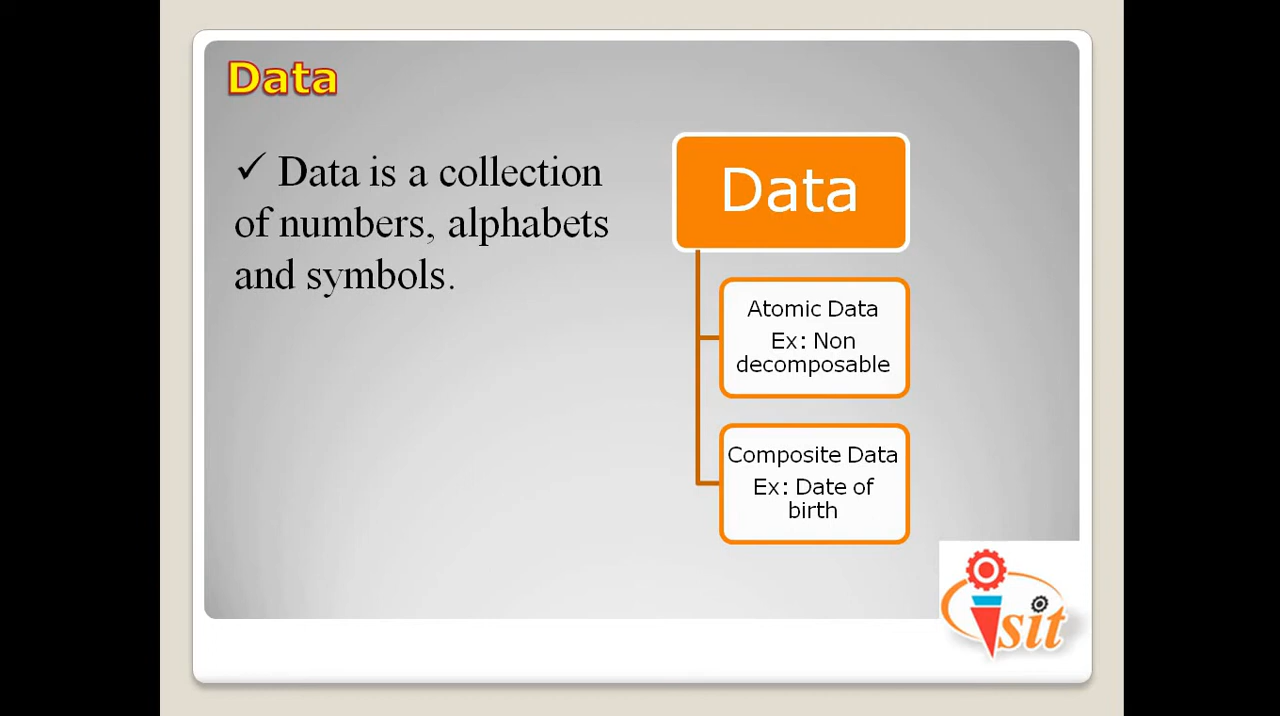 Data
✓ Data is a collection
of numbers, alphabets
and symbols.
Data
Atomic Data
Ex: Non
decomposable
Composite Data
Ex: Date of
birth
isit